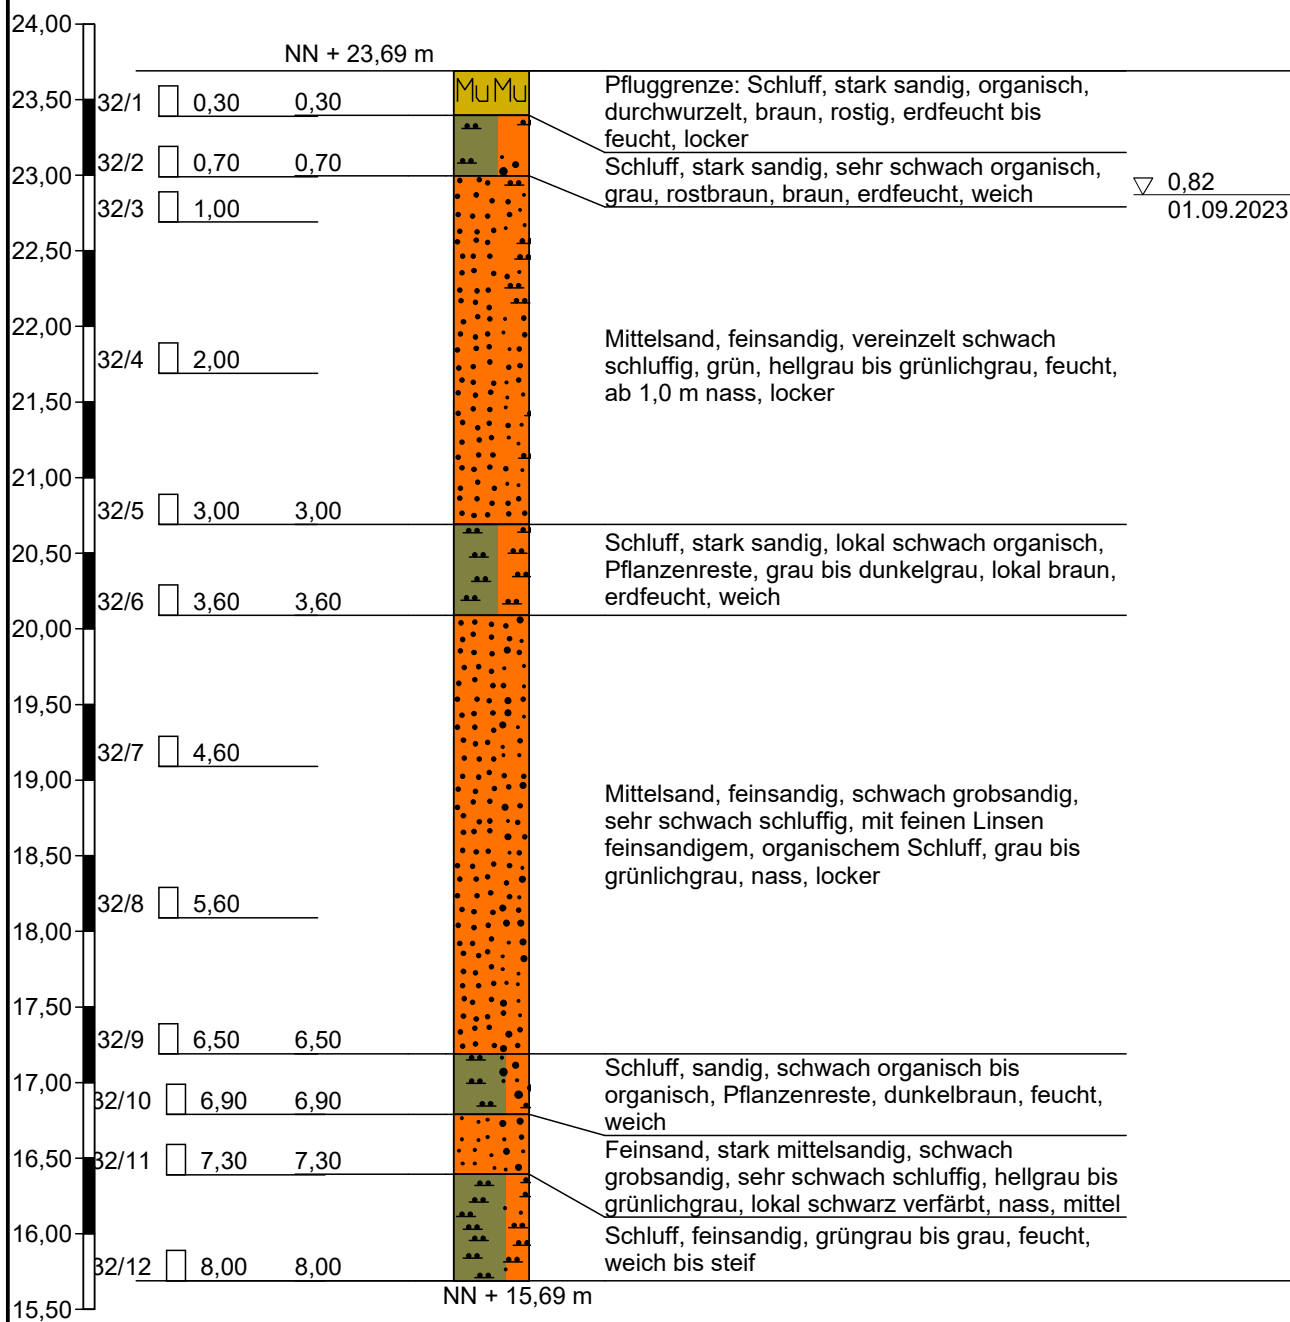 24,00
NN + 23,69 m
23,50
32/1 0,30 0,30
MuMu
Pfluggrenze: Schluff, stark sandig, organisch,
durchwurzelt, braun, rostig, erdfeucht bis
feucht, locker
32/2 0,70 0,70
23,00
Schluff, stark sandig, sehr schwach organisch,
grau, rostbraun, braun, erdfeucht, weich
0,82
01.09.2023
32/3 1,00
22,50
22,00
32/4 2,00
Mittelsand, feinsandig, vereinzelt schwach
schluffig, grün, hellgrau bis grünlichgrau, feucht,
ab 1,0 m nass, locker
21,50
21,00
32/5 3,00 3,00
20,50
Schluff, stark sandig, lokal schwach organisch,
Pflanzenreste, grau bis dunkelgrau, lokal braun,
erdfeucht, weich
32/6 3,60 3,60
20,00
19,50
32/7 4,60
19,00
Mittelsand, feinsandig, schwach grobsandig,
sehr schwach schluffig, mit feinen Linsen
feinsandigem, organischem Schluff, grau bis
grünlichgrau, nass, locker
18,50
32/8 5,60
18,00
17,50
32/9 6,50 6,50
17,00
Schluff, sandig, schwach organisch bis
organisch, Pflanzenreste, dunkelbraun, feucht,
weich
32/10 6,90 6,90
16,50
32/11 7,30 7,30
Feinsand, stark mittelsandig, schwach
grobsandig, sehr schwach schluffig, hellgrau bis
grünlichgrau, lokal schwarz verfärbt, nass, mittel
16,00
Schluff, feinsandig, grüngrau bis grau, feucht,
weich bis steif
32/12 8,00 8,00
NN + 15,69 m
15,50